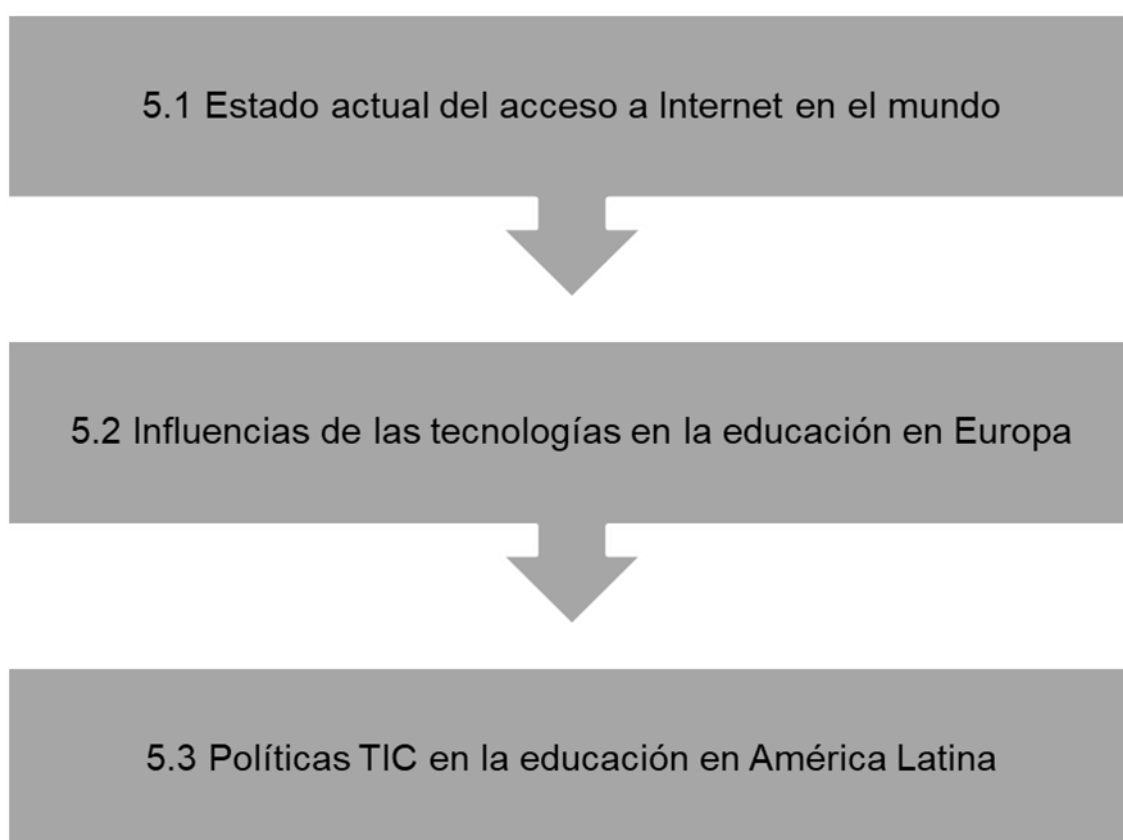 5.1 Estado actual del acceso a Internet en el mundo
5.2 Influencias de las tecnologías en la educación en Europa
5.3 Políticas TIC en la educación en América Latina